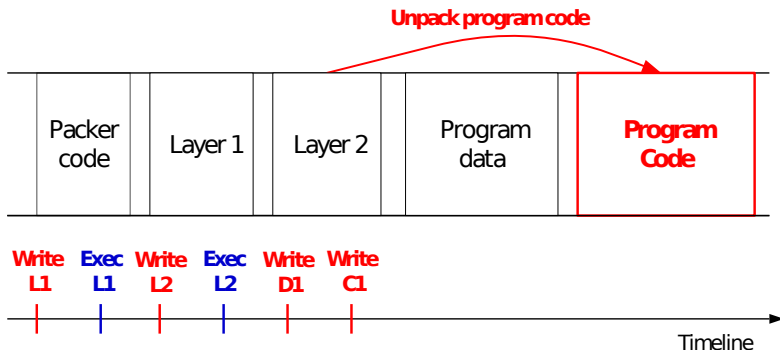 Unpack program code
Packer
code
Layer 1
Layer 2
Program
data
Program
Code
Write
L1
Exec
L1
Write
L2
Exec
L2
Write
D1
Write
C1
Timeline